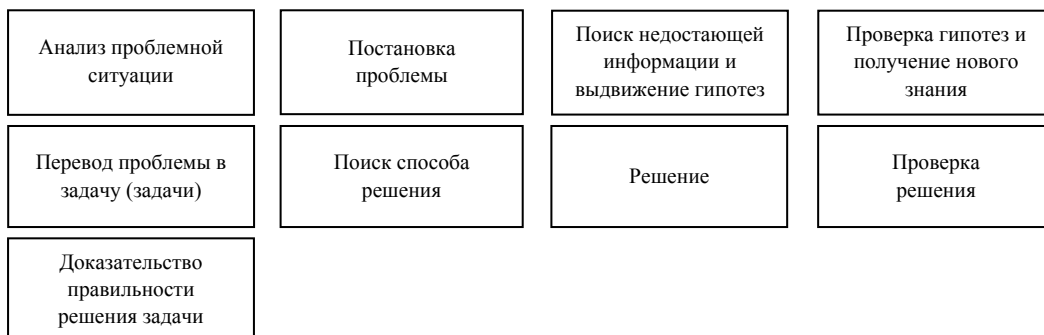 Анализ проблемной
ситуации
Постановка
проблемы
Поиск недостающей
информации и
выдвижение гипотез
Проверка гипотез и
получение нового
знания
Перевод проблемы в
задачу (задачи)
Поиск способа
решения
Решение
Проверка
решения
Доказательство
правильности
решения задачи